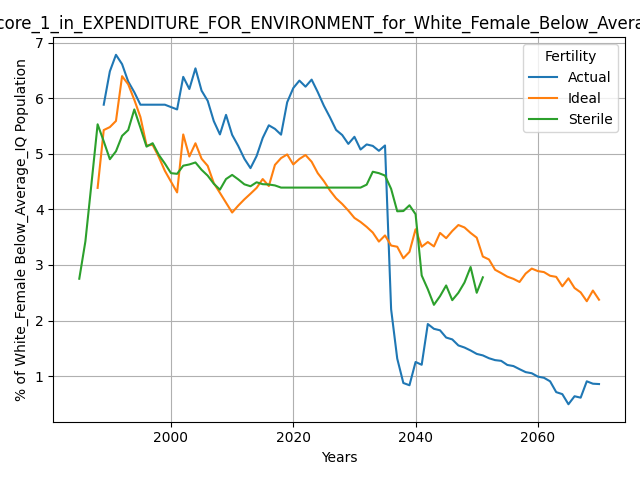 core_1_in_EXPENDITURE_FOR_ENVIRONMENT_for_White_Female_Below_Avera
% of White_Female Below_Average_IQ Population
7
6
5
4
3
2
1
Fertility
Actual
Ideal
Sterile
2000 2020 2040 2060
Years